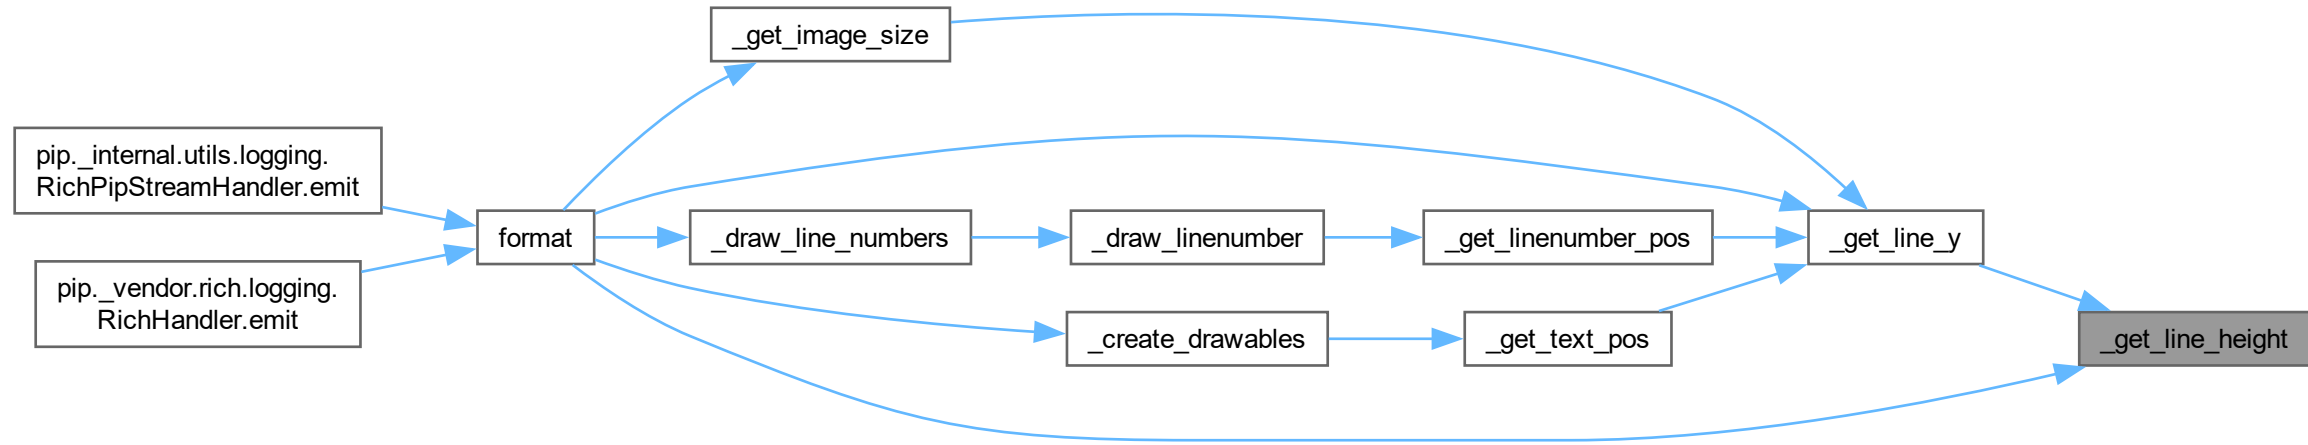 _get_image_size
pip._internal.utils.logging.
RichPipStreamHandler.emit
format
_draw_line_numbers
_draw_linenumber
_get_linenumber_pos
_get_line_y
pip._vendor.rich.logging.
RichHandler.emit
_create_drawables
_get_text_pos
_get_line_height